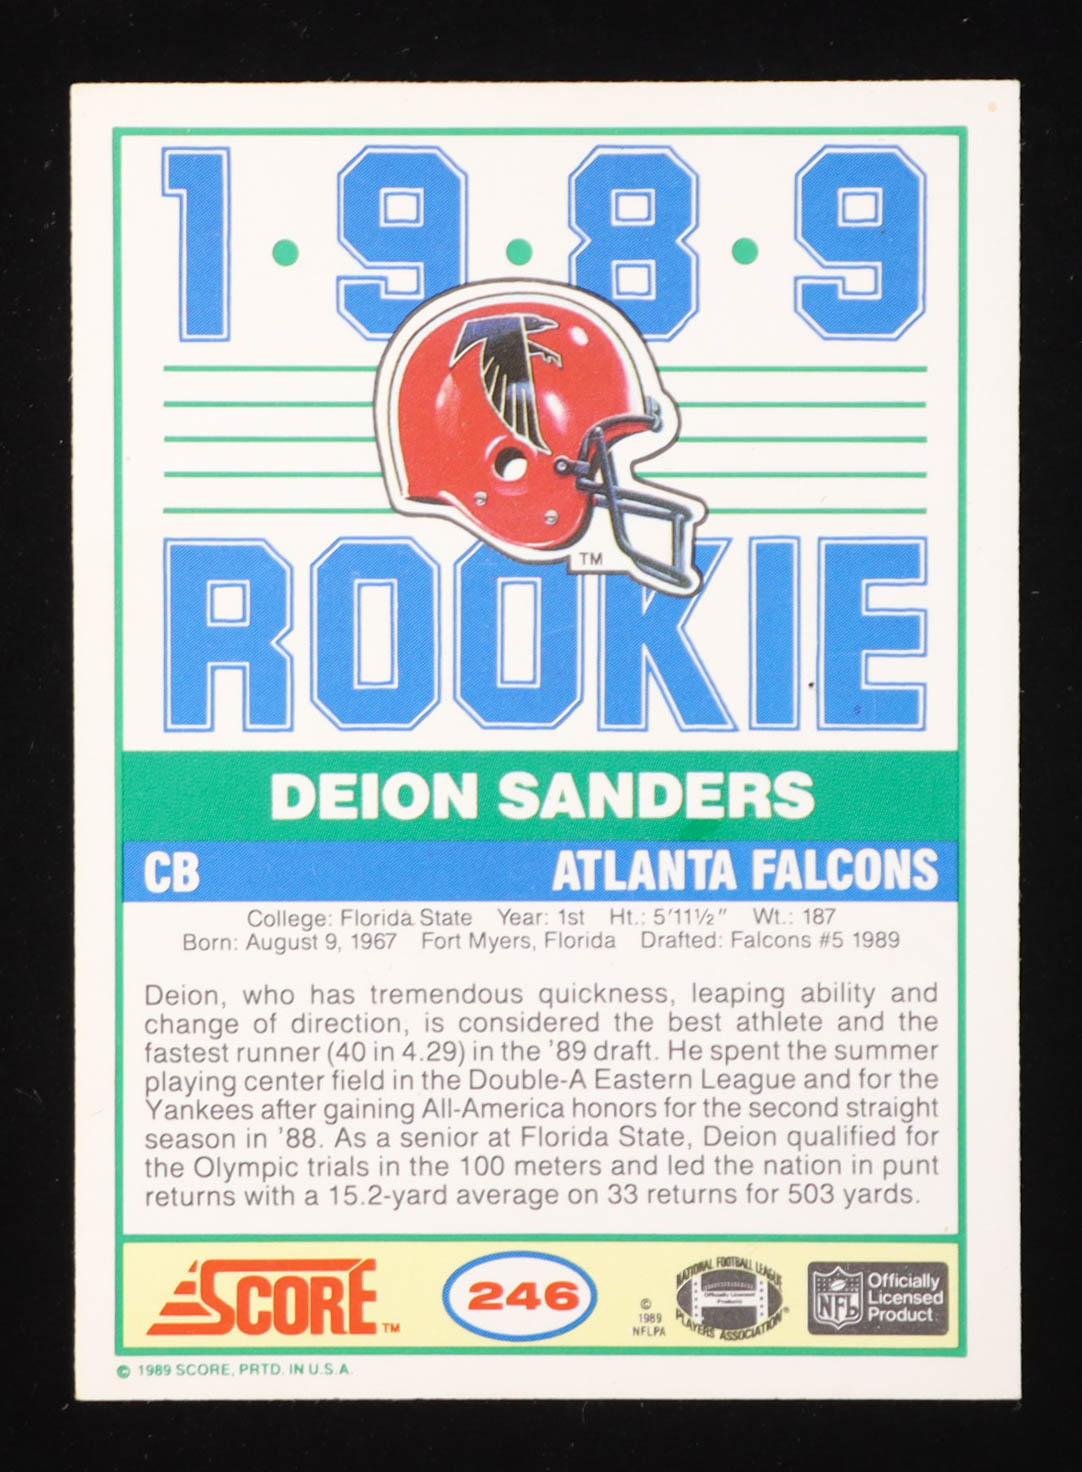 1·9·8·9
TM
ROOKIE
DEION SANDERS
CB ATLANTA FALCONS
College: Florida State Year: 1st Ht.: 5'11½" Wt.: 187
Born: August 9, 1967 Fort Myers, Florida Drafted: Falcons #5 1989
Deion, who has tremendous quickness, leaping ability and
change of direction, is considered the best athlete and the
fastest runner (40 in 4.29) in the '89 draft. He spent the summer
playing center field in the Double-A Eastern League and for the
Yankees after gaining All-America honors for the second straight
season in '88. As a senior at Florida State, Deion qualified for
the Olympic trials in the 100 meters and led the nation in punt
returns with a 15.2-yard average on 33 returns for 503 yards.
SCORE TM
246
© 1989 NFLPA
NATIONAL FOOTBALL LEAGUE
Officially Licensed
Products
PLAYERS ASSOCIATION ®
NFL
Officially
Licensed
Product
© 1989 SCORE, PRTD. IN U.S.A.